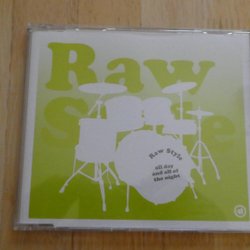 Raw
Style
Raw Style
all day
and all of
the night